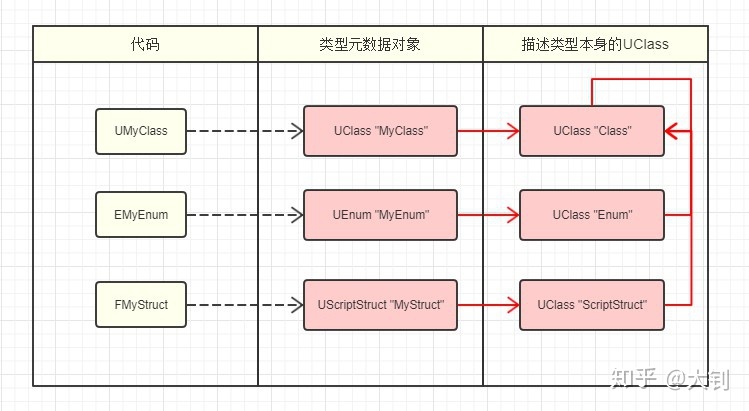 代码
类型元数据对象
描述类型本身的UClass
UMyClass
UClass "MyClass"
UClass "Class"
EMyEnum
UEnum "MyEnum"
UClass "Enum"
FMyStruct
UScriptStruct "MyStruct"
UClass "ScriptStruct"
知乎 @大钊